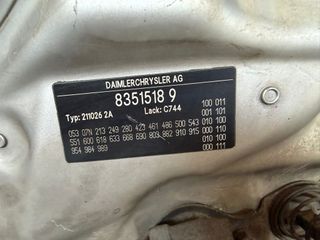 DAIMLERCHRYSLER AG
8351518 9
Typ: 211026 2A Lack: C744
053 07N 213 249 280 423 461 486 500 543
551 600 618 633 668 690 809 882 910 915
954 984 989
100 011
001 101
010 100
000 110
010 100
000 111